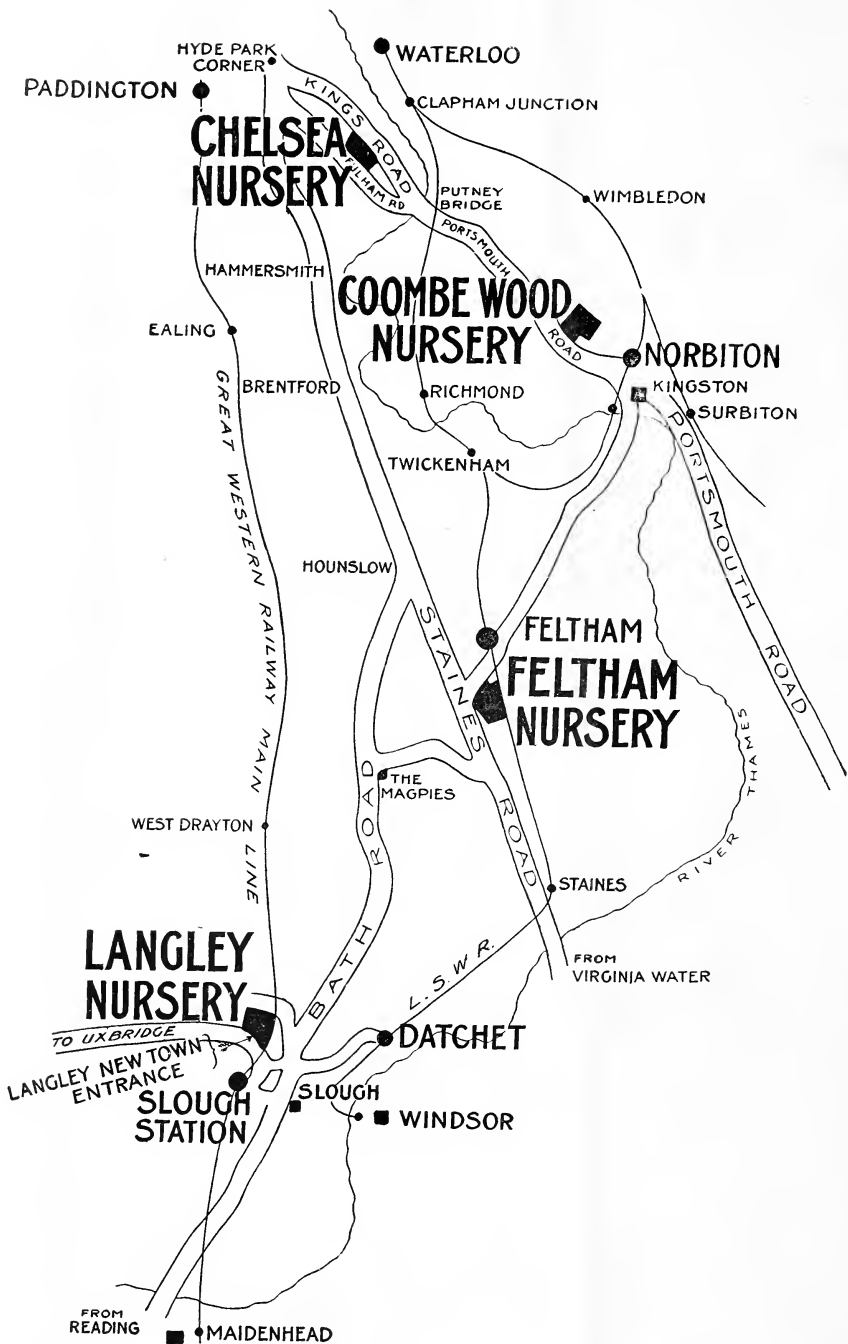 HYDE PARK
CORNER
WATERLOO
PADDINGTON
KINGS ROAD
CLAPHAM JUNCTION
CHELSEA
NURSERY
FULHAM RD
PUTNEY
BRIDGE
WIMBLEDON
PORTSMOUTH
ROAD
HAMMERSMITH
COOMBE WOOD
NURSERY
EALING
NORBITON
BRENTFORD
RICHMOND
KINGSTON
SURBITON
GREAT WESTERN RAILWAY MAIN LINE
TWICKENHAM
PORTSMOUTH ROAD
HOUNSLOW
STAINES ROAD
FELTHAM
FELTHAM
NURSERY
THE
MAGPIES
BATH ROAD
RIVER THAMES
WEST DRAYTON
STAINES
LANGLEY
NURSERY
L. S. W. R.
FROM
VIRGINIA WATER
TO UXBRIDGE
DATCHET
LANGLEY NEW TOWN
ENTRANCE
SLOUGH
STATION
SLOUGH
WINDSOR
FROM
READING
MAIDENHEAD